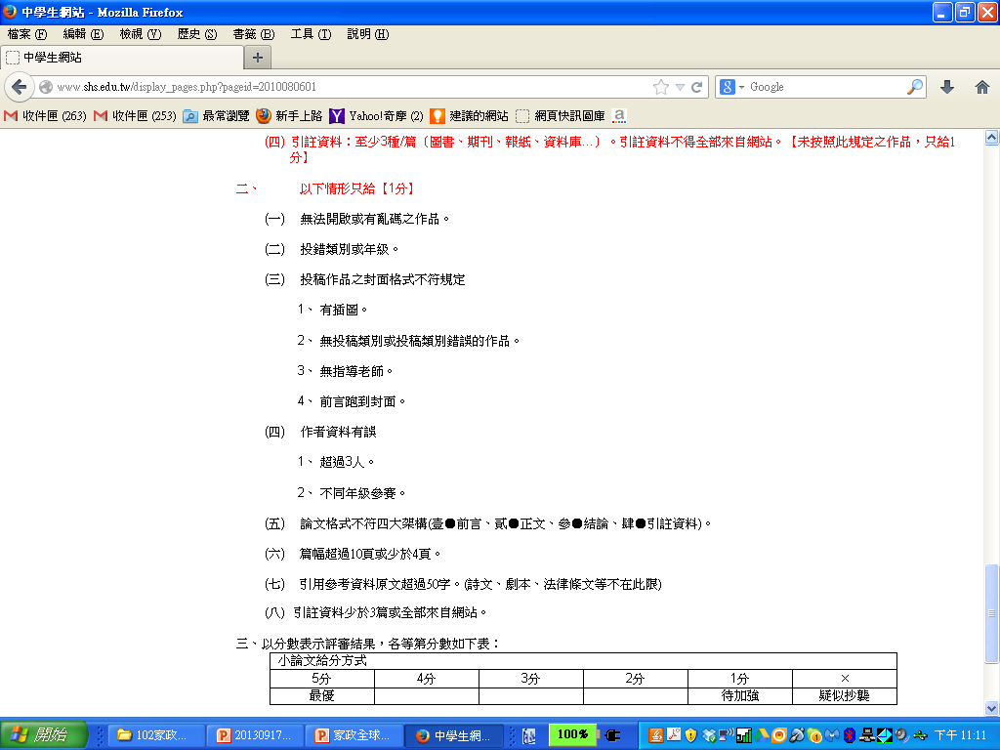 中學生網站 - Mozilla Firefox
檔案 (F) 編輯 (E) 檢視 (V) 歷史 (S) 書籤 (B) 工具 (T) 說明 (H)
中學生網站
www.shs.edu.tw/display_pages.php?pageid=2010080601
Google
收件匣 (263) 收件匣 (253) 最常瀏覽 新手上路 Yahoo!奇摩 (2) 建議的網站 網頁快訊圖庫
(四) 引註資料：至少3種/篇〔圖書、期刊、報紙、資料庫...〕。引註資料不得全部來自網站。【未按照此規定之作品，只給1
分】
二、 以下情形只給【1分】
(一) 無法開啟或有亂碼之作品。
(二) 投錯類別或年級。
(三) 投稿作品之封面格式不符規定
1、 有插圖。
2、 無投稿類別或投稿類別錯誤的作品。
3、 無指導老師。
4、 前言跑到封面。
(四) 作者資料有誤
1、 超過3人。
2、 不同年級參賽。
(五) 論文格式不符四大架構(壹●前言、貳●正文、參●結論、肆●引註資料)。
(六) 篇幅超過10頁或少於4頁。
(七) 引用參考資料原文超過50字。(詩文、劇本、法律條文等不在此限)
(八) 引註資料少於3篇或全部來自網站。
三、以分數表示評審結果，各等第分數如下表：
小論文給分方式
5分 4分 3分 2分 1分 ×
最優 待加強 疑似抄襲
開始 102家政... 20130917... 家政全球... 中學生網... 100% 下午 11:11